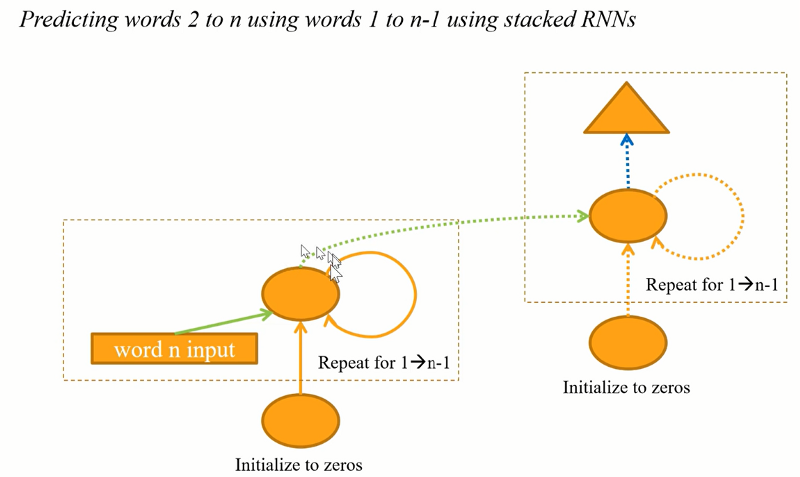 Predicting words 2 to n using words 1 to n-1 using stacked RNNs
Repeat for 1→n-1
Initialize to zeros
word n input
Repeat for 1→n-1
Initialize to zeros